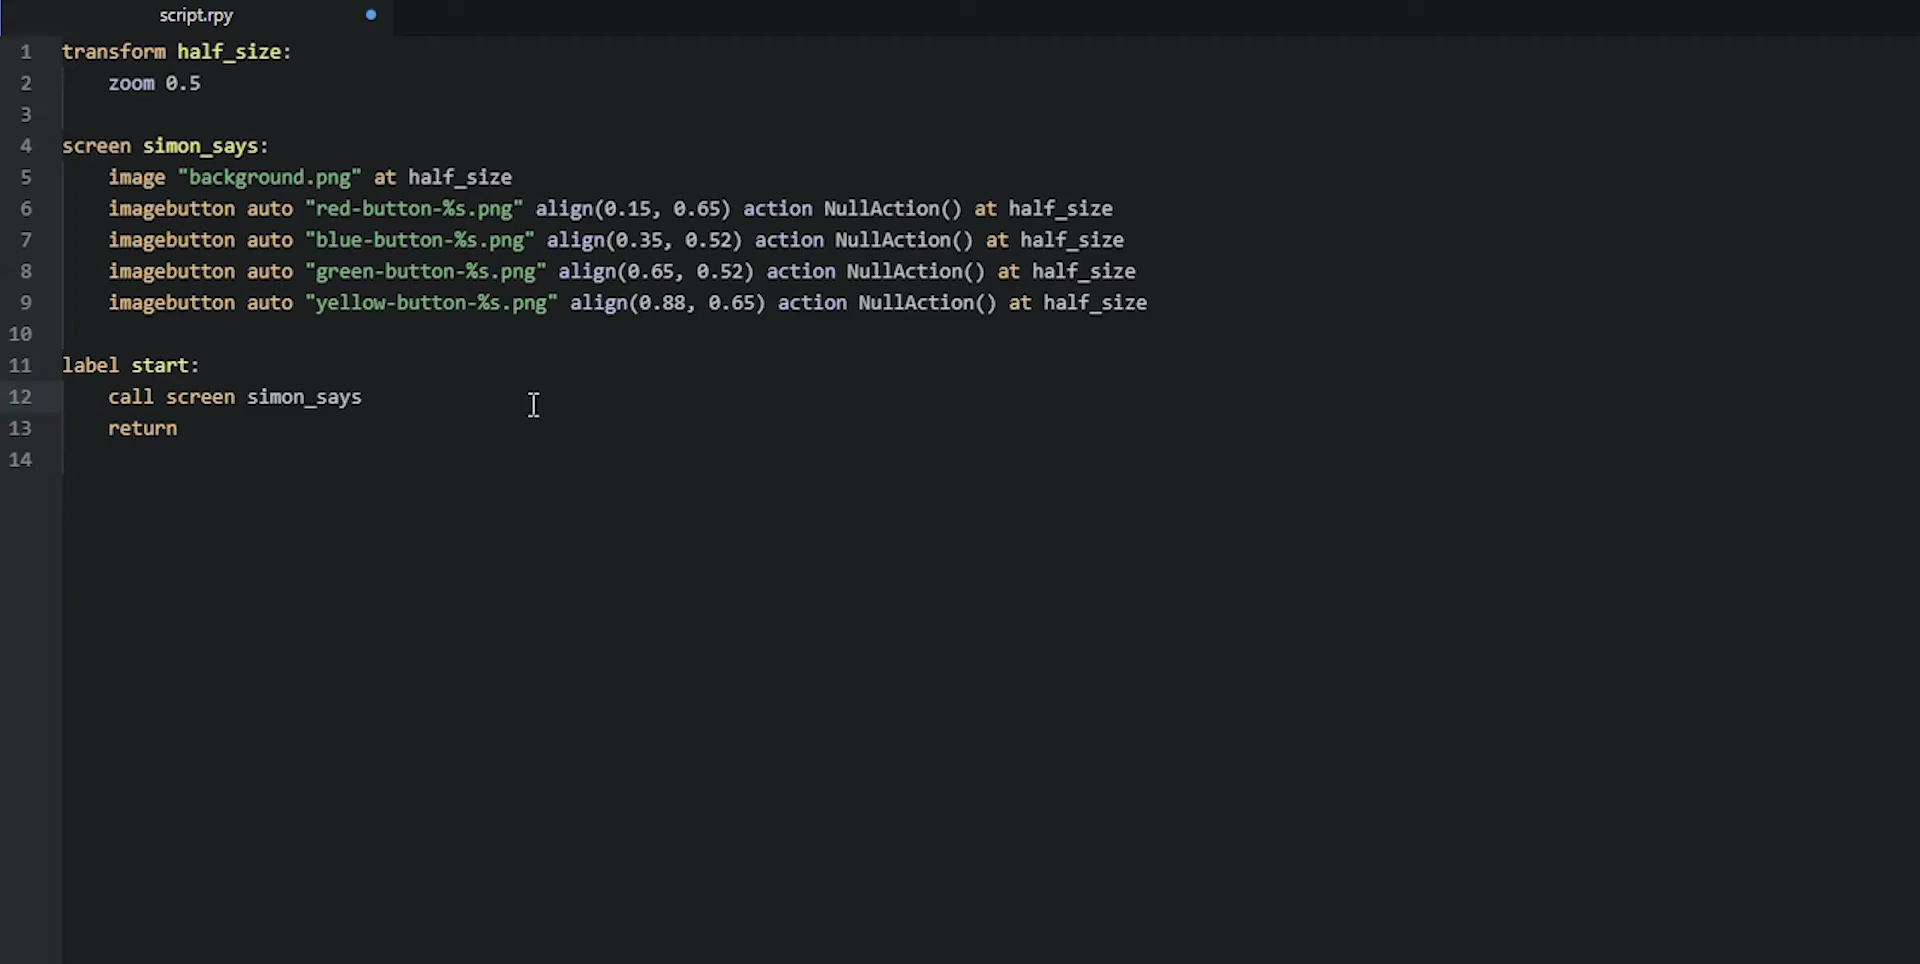 script.rpy
1 transform half_size:
2     zoom 0.5
3
4 screen simon_says:
5     image "background.png" at half_size
6     imagebutton auto "red-button-%s.png" align(0.15, 0.65) action NullAction() at half_size
7     imagebutton auto "blue-button-%s.png" align(0.35, 0.52) action NullAction() at half_size
8     imagebutton auto "green-button-%s.png" align(0.65, 0.52) action NullAction() at half_size
9     imagebutton auto "yellow-button-%s.png" align(0.88, 0.65) action NullAction() at half_size
10
11 label start:
12     call screen simon_says
13     return
14